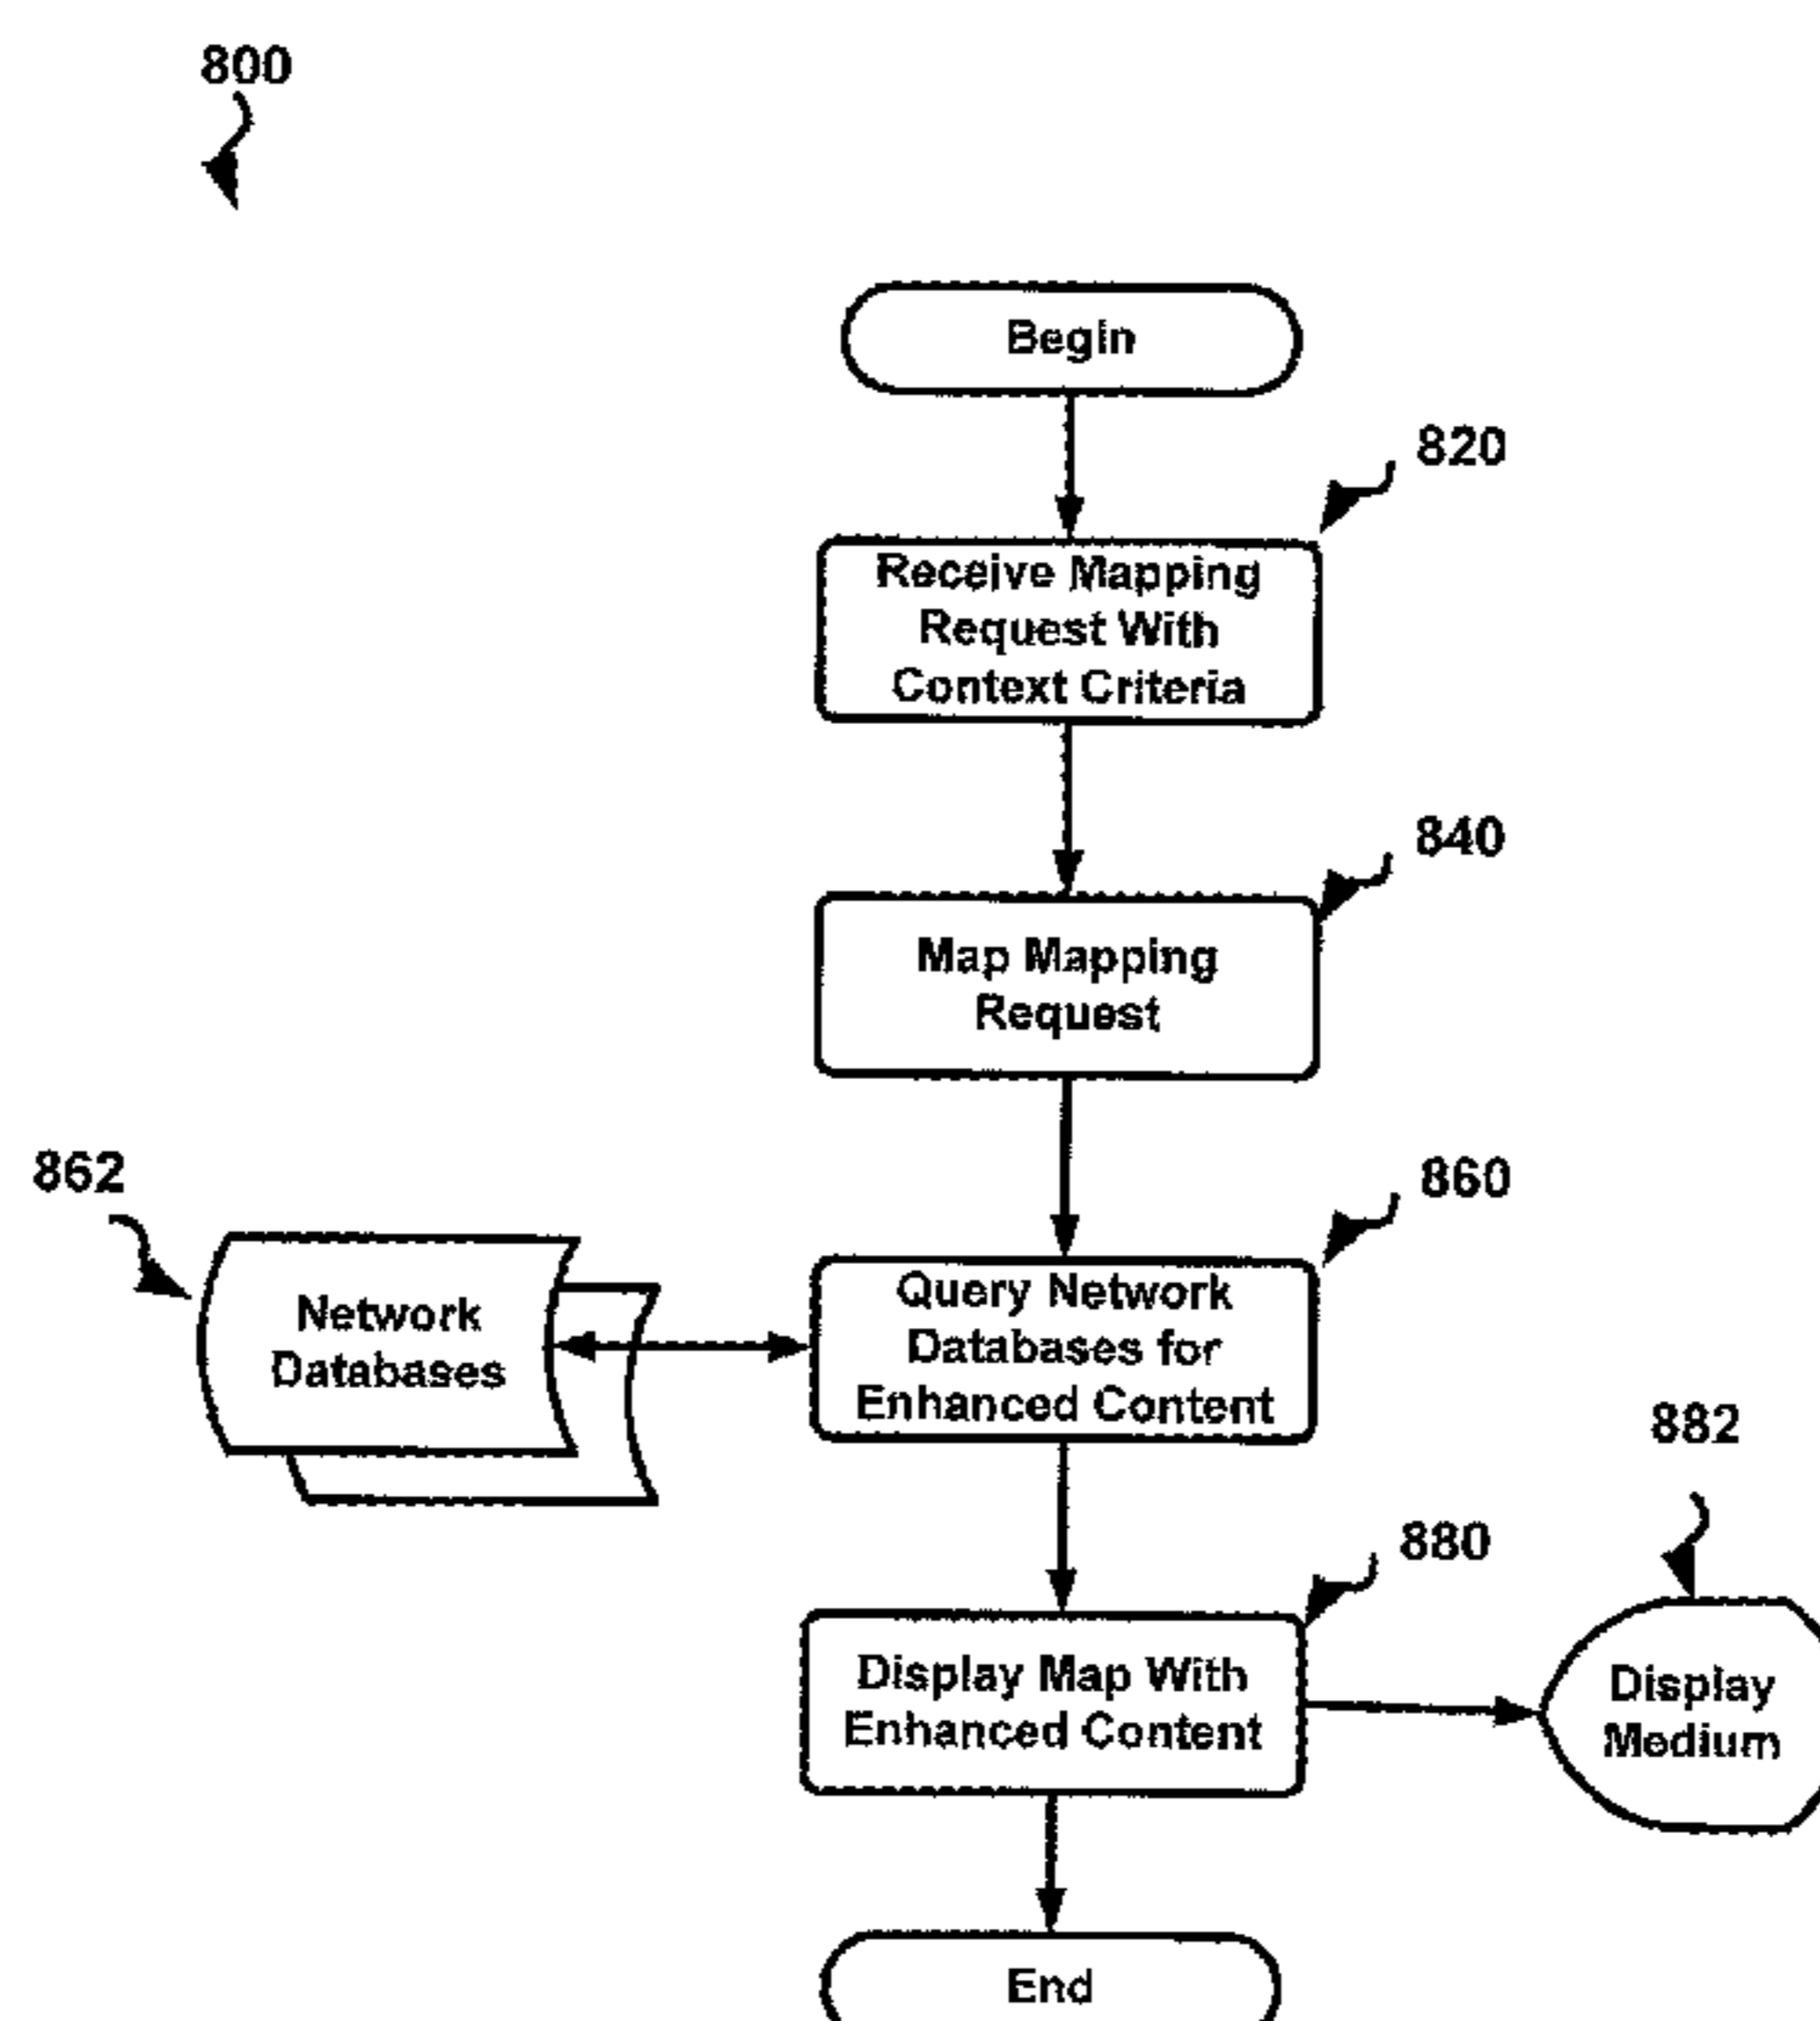 800
Begin
820
Receive Mapping
Request With
Context Criteria
840
Map Mapping
Request
862
860
Network
Databases
Query Network
Databases for
Enhanced Content
882
880
Display Map With
Enhanced Content
Display
Medium
End